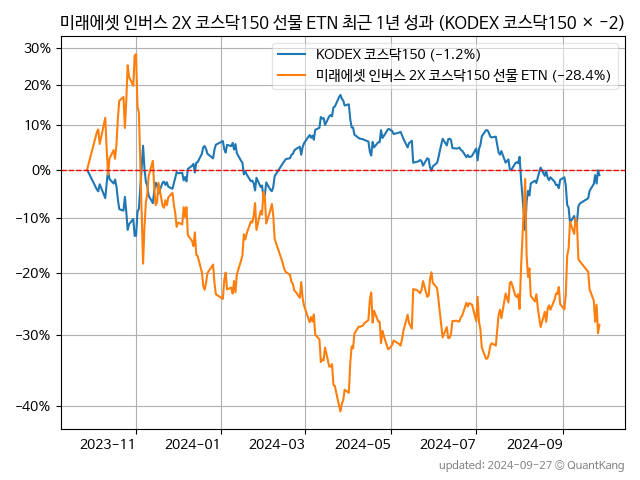 미래에셋 인버스 2X 코스닥150 선물 ETN 최근 1년 성과 (KODEX 코스닥150 × −2)
KODEX 코스닥150 (−1.2%)
미래에셋 인버스 2X 코스닥150 선물 ETN (−28.4%)
30%
20%
10%
0%
−10%
−20%
−30%
−40%
2023-11 2024-01 2024-03 2024-05 2024-07 2024-09
updated: 2024-09-27 © QuantKang